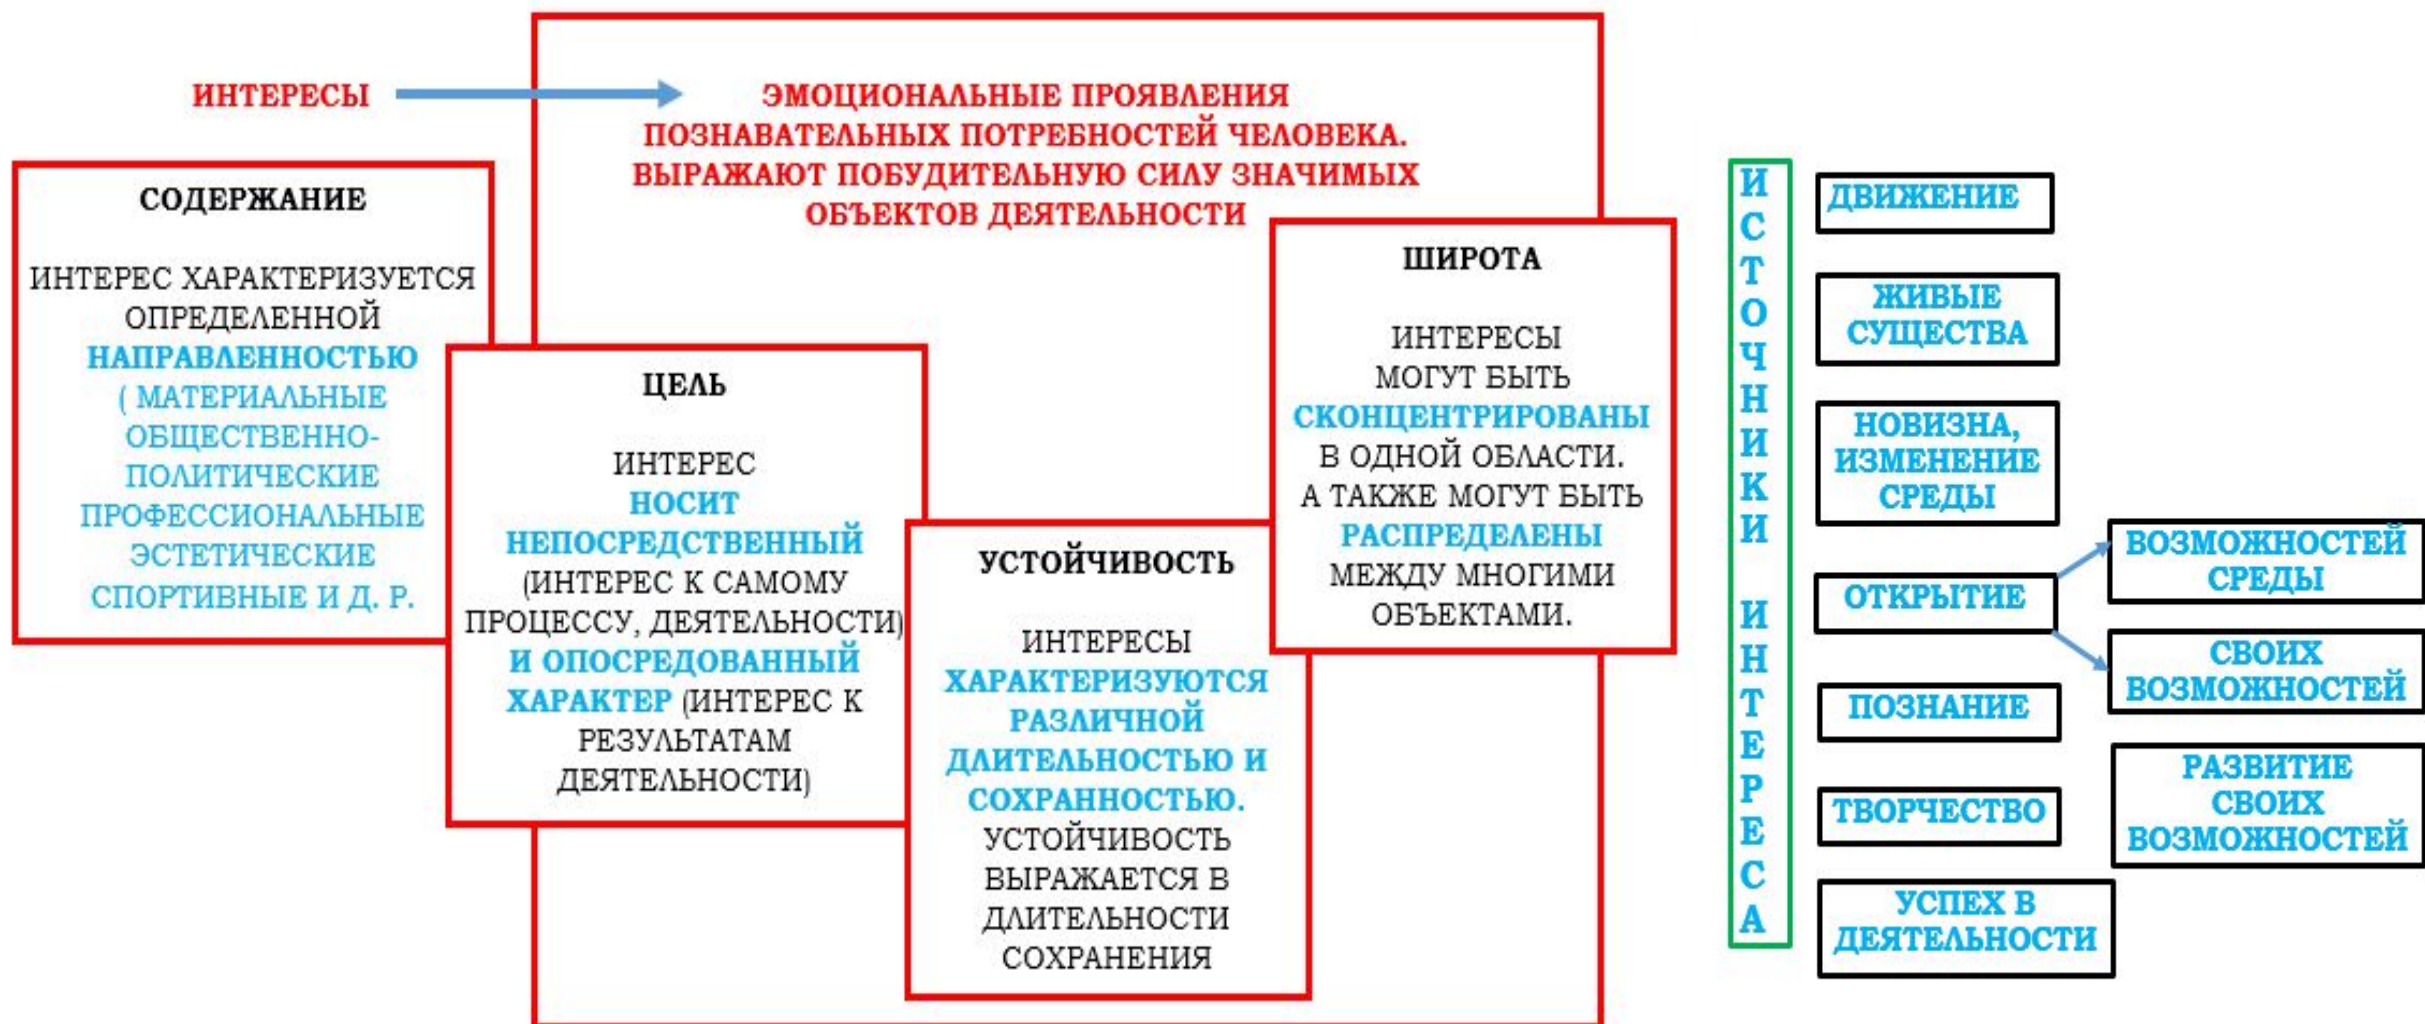 ИНТЕРЕСЫ
ЭМОЦИОНАЛЬНЫЕ ПРОЯВЛЕНИЯ
ПОЗНАВАТЕЛЬНЫХ ПОТРЕБНОСТЕЙ ЧЕЛОВЕКА.
ВЫРАЖАЮТ ПОБУДИТЕЛЬНУЮ СИЛУ ЗНАЧИМЫХ
ОБЪЕКТОВ ДЕЯТЕЛЬНОСТИ
СОДЕРЖАНИЕ
ИНТЕРЕС ХАРАКТЕРИЗУЕТСЯ
ОПРЕДЕЛЕННОЙ
НАПРАВЛЕННОСТЬЮ
( МАТЕРИАЛЬНЫЕ
ОБЩЕСТВЕННО-
ПОЛИТИЧЕСКИЕ
ПРОФЕССИОНАЛЬНЫЕ
ЭСТЕТИЧЕСКИЕ
СПОРТИВНЫЕ И Д. Р.
ЦЕЛЬ
ИНТЕРЕС
НОСИТ
НЕПОСРЕДСТВЕННЫЙ
(ИНТЕРЕС К САМОМУ
ПРОЦЕССУ, ДЕЯТЕЛЬНОСТИ)
И ОПОСРЕДОВАННЫЙ
ХАРАКТЕР (ИНТЕРЕС К
РЕЗУЛЬТАТАМ
ДЕЯТЕЛЬНОСТИ)
УСТОЙЧИВОСТЬ
ИНТЕРЕСЫ
ХАРАКТЕРИЗУЮТСЯ
РАЗЛИЧНОЙ
ДЛИТЕЛЬНОСТЬЮ И
СОХРАННОСТЬЮ.
УСТОЙЧИВОСТЬ
ВЫРАЖАЕТСЯ В
ДЛИТЕЛЬНОСТИ
СОХРАНЕНИЯ
ШИРОТА
ИНТЕРЕСЫ
МОГУТ БЫТЬ
СКОНЦЕНТРИРОВАНЫ
В ОДНОЙ ОБЛАСТИ.
А ТАКЖЕ МОГУТ БЫТЬ
РАСПРЕДЕЛЕНЫ
МЕЖДУ МНОГИМИ
ОБЪЕКТАМИ.
ИСТОЧНИКИ ИНТЕРЕСА
ДВИЖЕНИЕ
ЖИВЫЕ
СУЩЕСТВА
НОВИЗНА,
ИЗМЕНЕНИЕ
СРЕДЫ
ОТКРЫТИЕ
ВОЗМОЖНОСТЕЙ
СРЕДЫ
СВОИХ
ВОЗМОЖНОСТЕЙ
ПОЗНАНИЕ
ТВОРЧЕСТВО
РАЗВИТИЕ
СВОИХ
ВОЗМОЖНОСТЕЙ
УСПЕХ В
ДЕЯТЕЛЬНОСТИ